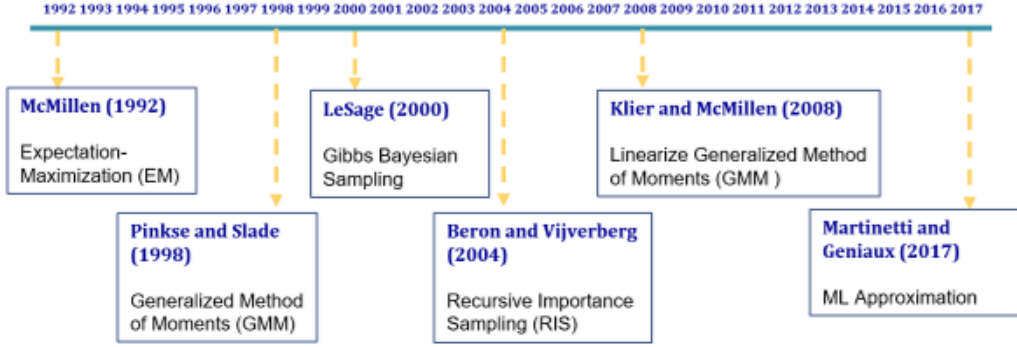 1992 1993 1994 1995 1996 1997 1998 1999 2000 2001 2002 2003 2004 2005 2006 2007 2008 2009 2010 2011 2012 2013 2014 2015 2016 2017
McMillen (1992)
Expectation-
Maximization (EM)
Pinkse and Slade
(1998)
Generalized Method
of Moments (GMM)
LeSage (2000)
Gibbs Bayesian
Sampling
Beron and Vijverberg
(2004)
Recursive Importance
Sampling (RIS)
Klier and McMillen (2008)
Linearize Generalized Method
of Moments (GMM )
Martinetti and
Geniaux (2017)
ML Approximation